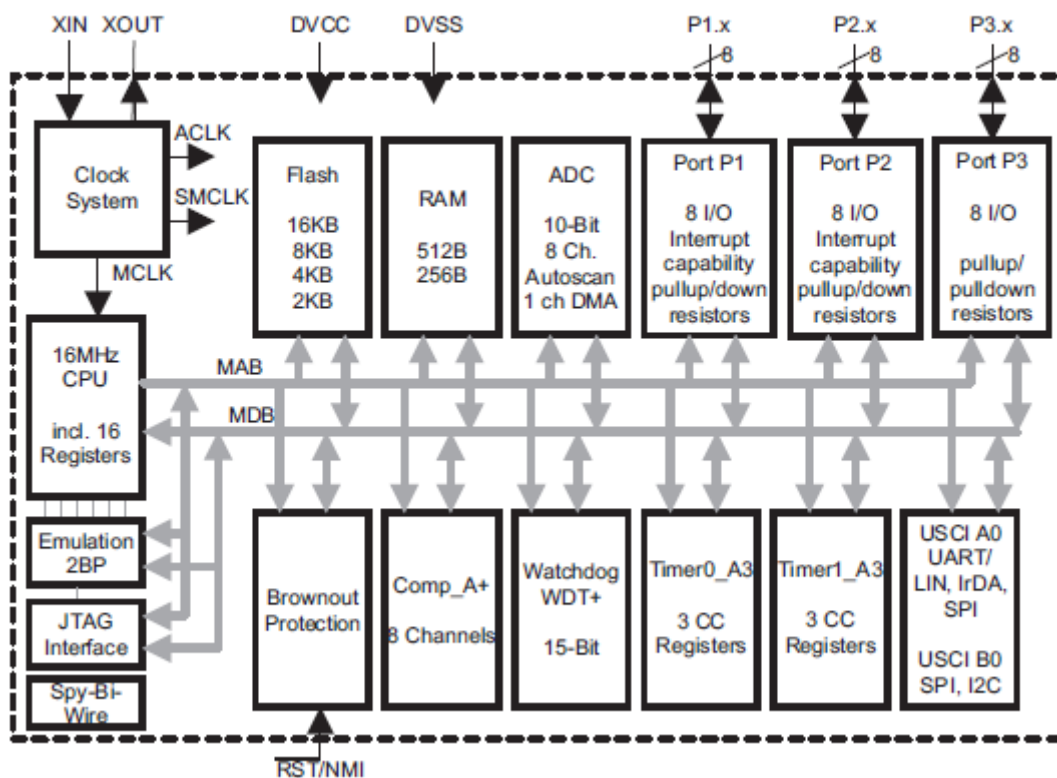 XIN XOUT DVCC DVSS P1.x P2.x P3.x
8 8 8
Clock
System
ACLK
SMCLK
MCLK
Flash
16KB
8KB
4KB
2KB
RAM
512B
256B
ADC
10-Bit
8 Ch.
Autoscan
1 ch DMA
Port P1
8 I/O
Interrupt
capability
pullup/down
resistors
Port P2
8 I/O
Interrupt
capability
pullup/down
resistors
Port P3
8 I/O
pullup/
pulldown
resistors
16MHz
CPU
incl. 16
Registers
MAB
MDB
Emulation
2BP
JTAG
Interface
Spy-Bi-
Wire
Brownout
Protection
Comp_A+
8 Channels
Watchdog
WDT+
15-Bit
Timer0_A3
3 CC
Registers
Timer1_A3
3 CC
Registers
USCI A0
UART/
LIN, IrDA,
SPI
USCI B0
SPI, I2C
RST/NMI